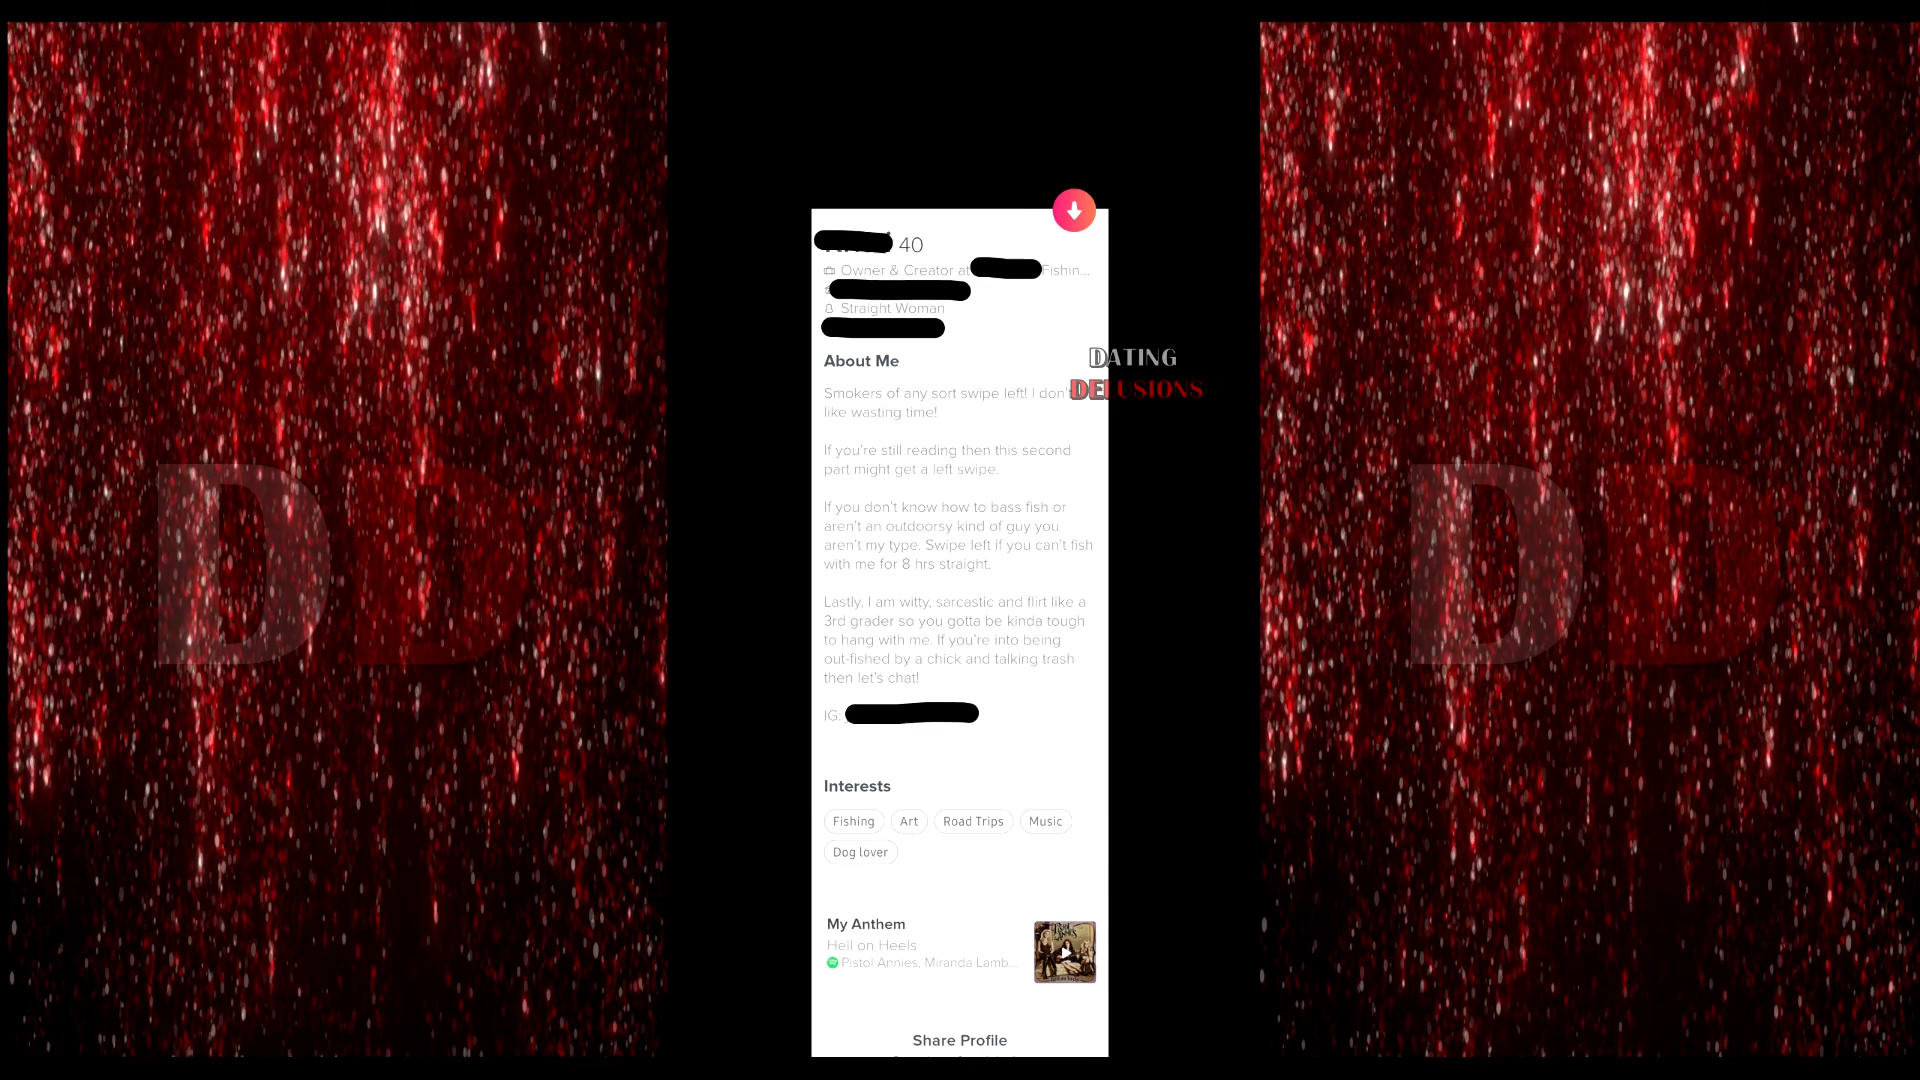 40
Owner & Creator at Fishin...
Straight Woman
About Me
Smokers of any sort swipe left! I don't
like wasting time!
If you're still reading then this second
part might get a left swipe.
If you don't know how to bass fish or
aren't an outdoorsy kind of guy you
aren't my type. Swipe left if you can't fish
with me for 8 hrs straight.
Lastly, I am witty, sarcastic and flirt like a
3rd grader so you gotta be kinda tough
to hang with me. If you're into being
out-fished by a chick and talking trash
then let's chat!
IG:
Interests
Fishing Art Road Trips Music
Dog lover
My Anthem
Hell on Heels
Pistol Annies, Miranda Lamb...
Share Profile
DATING
DELUSIONS
D D
D D